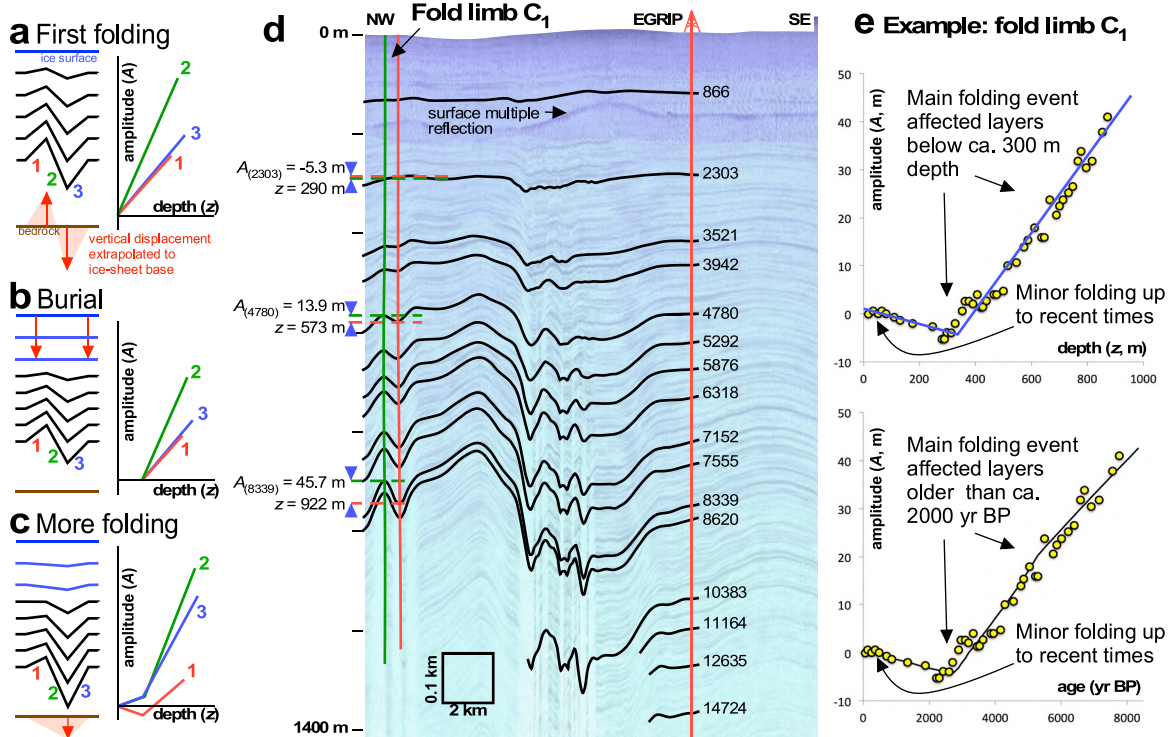 a First folding
ice surface
1
2
3
bedrock
vertical displacement
extrapolated to
ice-sheet base
amplitude (A)
2
3
1
depth (z)
b Burial
1
2
3
amplitude (A)
2
3
1
depth (z)
c More folding
1
2
3
amplitude (A)
2
3
1
depth (z)
d
NW
Fold limb C1
EGRIP
SE
0 m
866
surface multiple
reflection
A(2303) = -5.3 m
z = 290 m
2303
3521
3942
A(4780) = 13.9 m
z = 573 m
4780
5292
5876
6318
7152
7555
A(8339) = 45.7 m
z = 922 m
8339
8620
10383
11164
12635
14724
0.1 km
2 km
1400 m
e Example: fold limb C1
amplitude (A, m)
50
40
30
20
10
0
-10
Main folding event
affected layers
below ca. 300 m
depth
Minor folding up
to recent times
depth (z, m)
0 200 400 600 800 1000
amplitude (A, m)
50
40
30
20
10
0
-10
Main folding event
affected layers
older than ca.
2000 yr BP
Minor folding up
to recent times
age (yr BP)
0 2000 4000 6000 8000